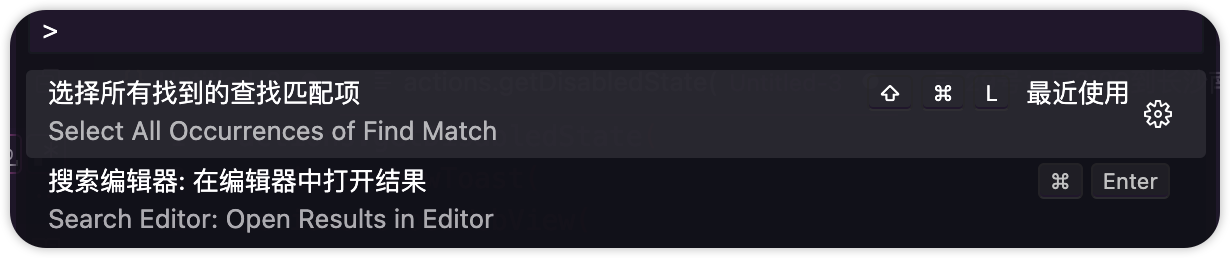 >
选择所有找到的查找匹配项 ⇧ ⌘ L 最近使用
Select All Occurrences of Find Match
搜索编辑器: 在编辑器中打开结果 ⌘ Enter
Search Editor: Open Results in Editor